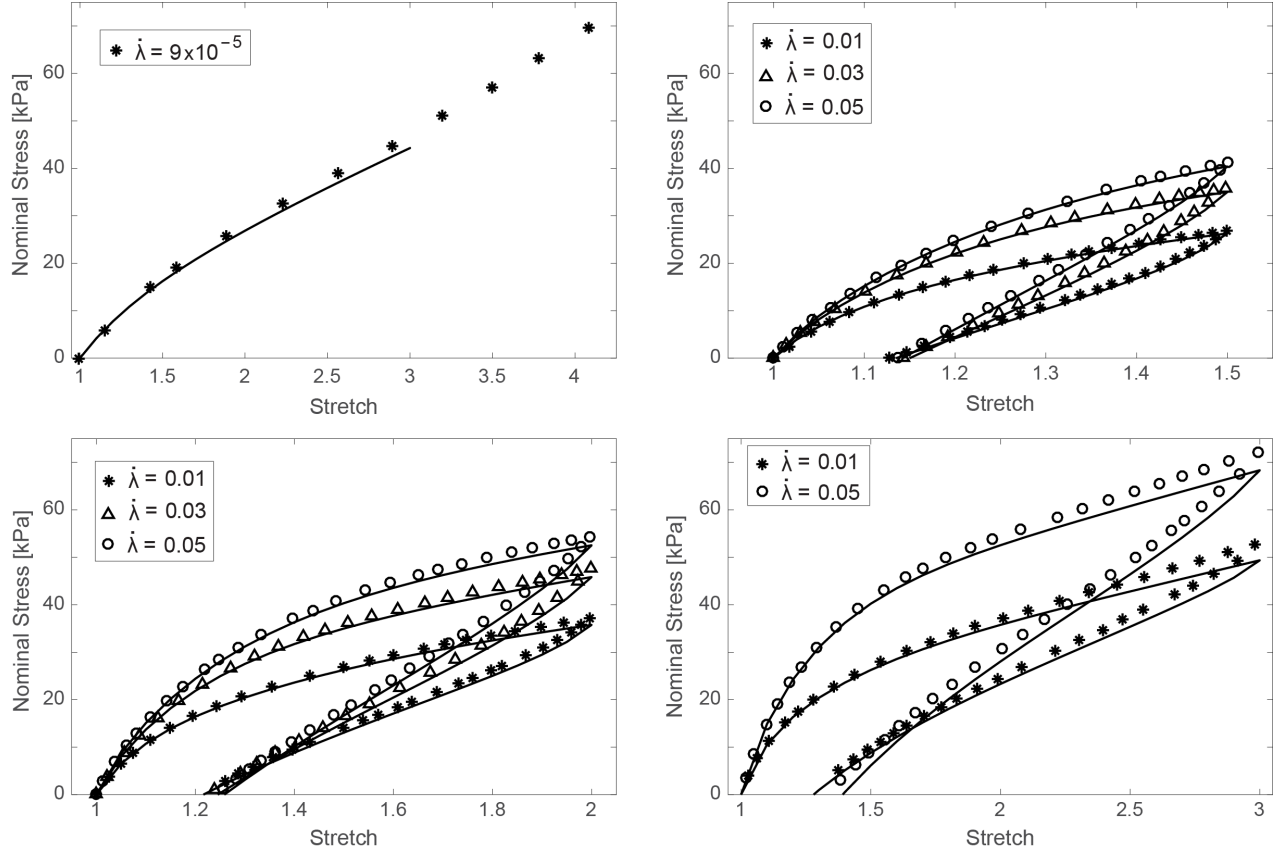 λ̇ = 9x10⁻⁵
60
40
20
0
1
1.5
2
2.5
3
3.5
4
Nominal Stress [kPa]
Stretch
λ̇ = 0.01
λ̇ = 0.03
λ̇ = 0.05
60
40
20
0
1
1.1
1.2
1.3
1.4
1.5
Nominal Stress [kPa]
Stretch
λ̇ = 0.01
λ̇ = 0.03
λ̇ = 0.05
60
40
20
0
1
1.2
1.4
1.6
1.8
2
Nominal Stress [kPa]
Stretch
λ̇ = 0.01
λ̇ = 0.05
60
40
20
0
1
1.5
2
2.5
3
Nominal Stress [kPa]
Stretch